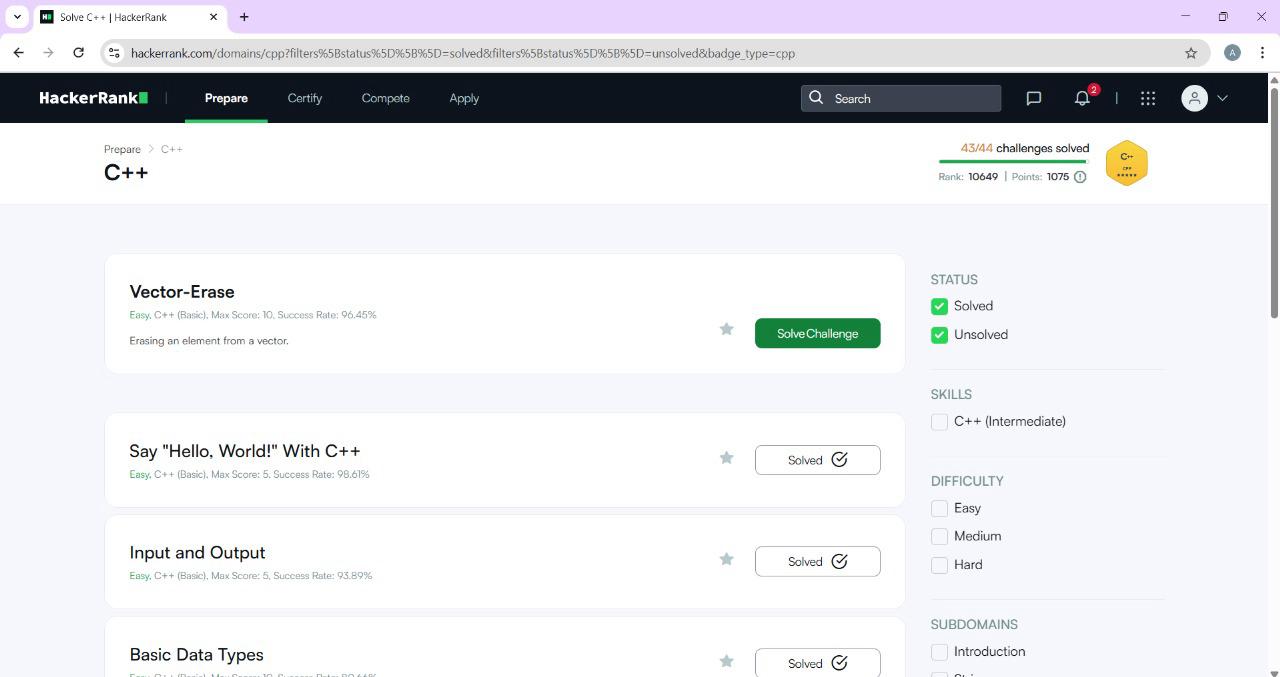 Solve C++ | HackerRank
hackerrank.com/domains/cpp?filters%5Bstatus%5D%5B%5D=solved&filters%5Bstatus%5D%5B%5D=unsolved&badge_type=cpp
A
HackerRank
Prepare
Certify
Compete
Apply
Search
2
Prepare > C++
C++
43/44 challenges solved
Rank: 10649 | Points: 1075
C++
CPP
Vector-Erase
Easy, C++ (Basic), Max Score: 10, Success Rate: 96.45%
Erasing an element from a vector.
Solve Challenge
Say "Hello, World!" With C++
Easy, C++ (Basic), Max Score: 5, Success Rate: 98.61%
Solved
Input and Output
Easy, C++ (Basic), Max Score: 5, Success Rate: 93.89%
Solved
Basic Data Types
Solved
STATUS
Solved
Unsolved
SKILLS
C++ (Intermediate)
DIFFICULTY
Easy
Medium
Hard
SUBDOMAINS
Introduction